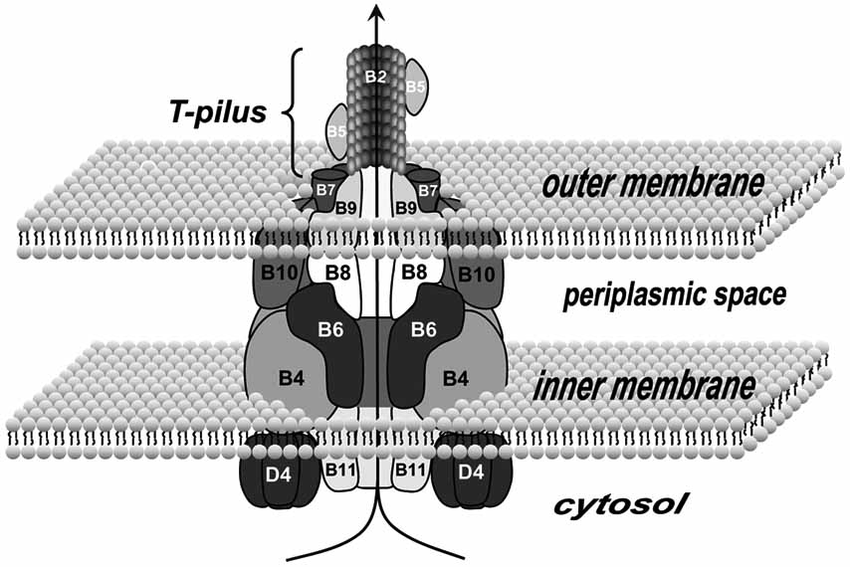 B2
B5
T-pilus
B5
B7
B7
outer membrane
B9
B9
B10
B8
B8
B10
periplasmic space
B6
B6
B4
B4
inner membrane
D4
B11
B11
D4
cytosol